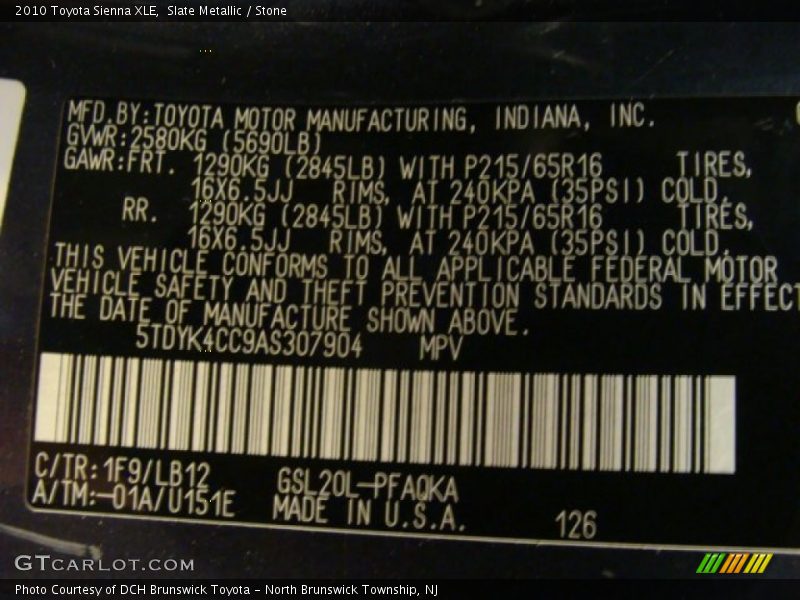 2010 Toyota Sienna XLE,  Slate Metallic / Stone
MFD.BY:TOYOTA MOTOR MANUFACTURING, INDIANA, INC.
GVWR:2580KG (5690LB)
GAWR:FRT. 1290KG (2845LB) WITH P215/65R16 TIRES,
16X6.5JJ RIMS, AT 240KPA (35PSI) COLD.
RR. 1290KG (2845LB) WITH P215/65R16 TIRES,
16X6.5JJ RIMS, AT 240KPA (35PSI) COLD.
THIS VEHICLE CONFORMS TO ALL APPLICABLE FEDERAL MOTOR
VEHICLE SAFETY AND THEFT PREVENTION STANDARDS IN EFFECT
THE DATE OF MANUFACTURE SHOWN ABOVE.
5TDYK4CC9AS307904 MPV
C/TR:1F9/LB12 GSL20L-PFAQKA
A/TM:-01A/U151E MADE IN U.S.A. 126
GTCARLOT.COM
Photo Courtesy of DCH Brunswick Toyota - North Brunswick Township, NJ